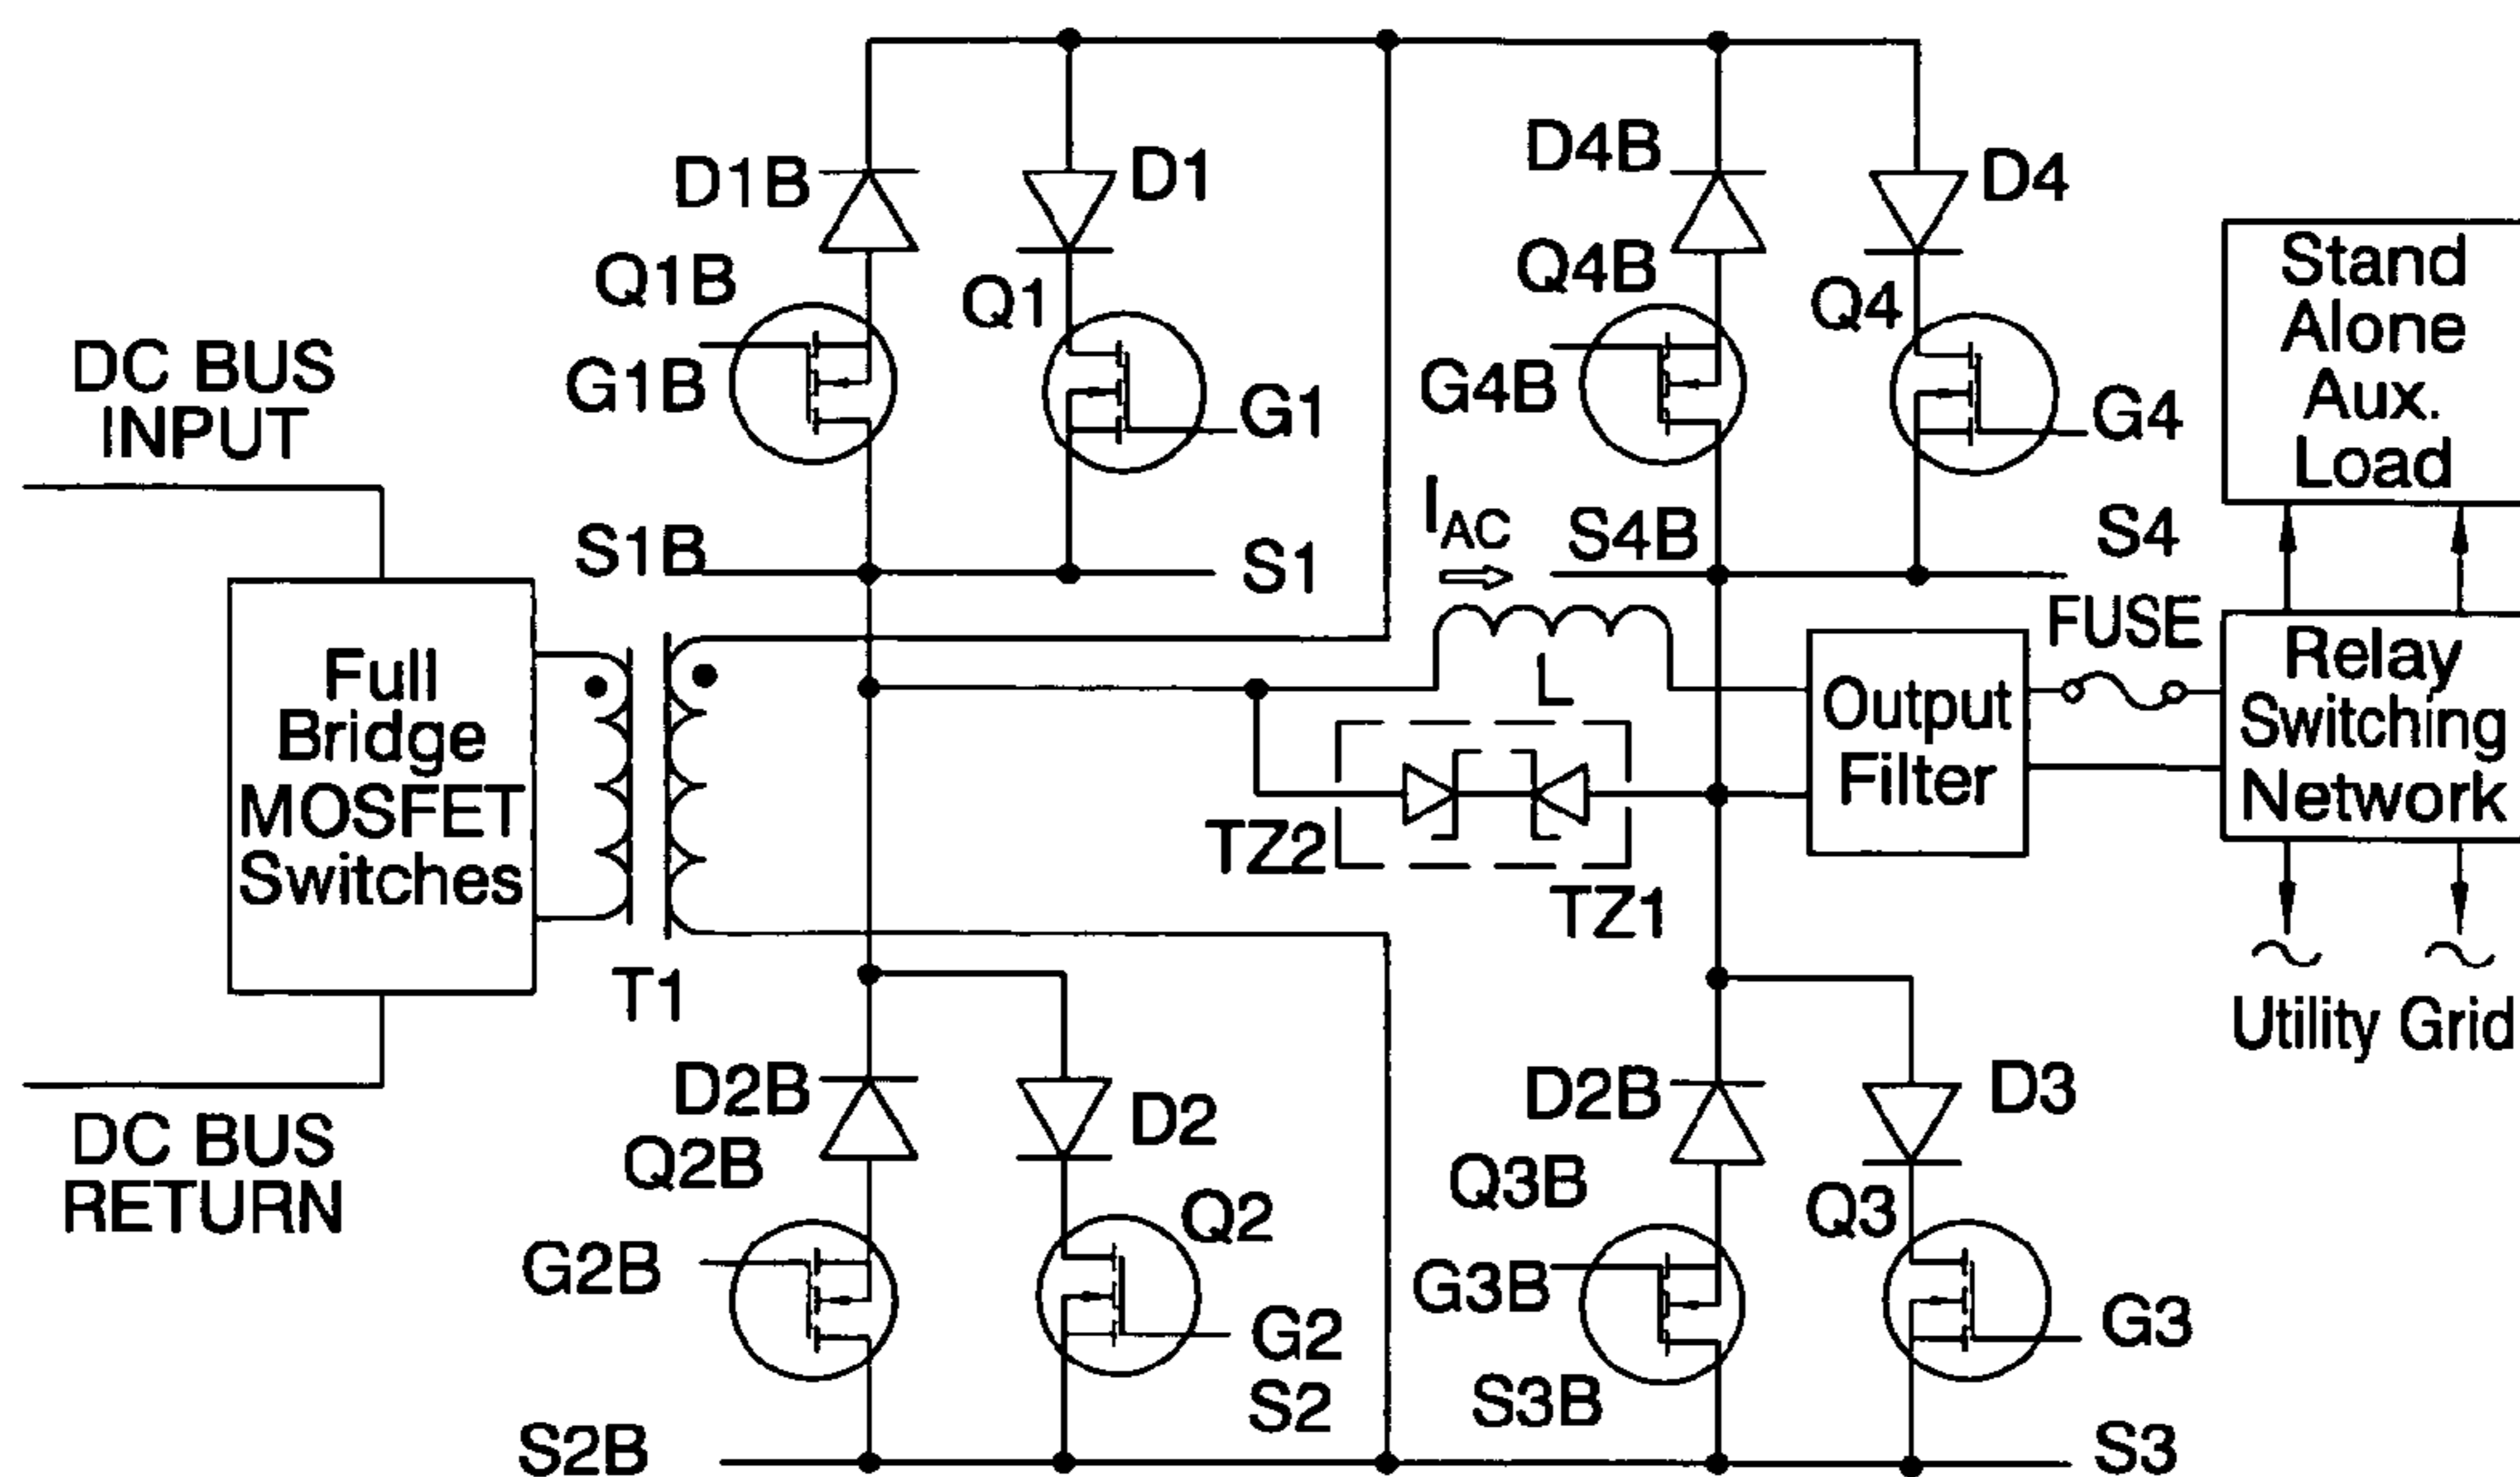 D1B
D1
D4B
D4
Q1B
Q1
Q4B
Q4
G1B
G1
G4B
G4
DC BUS
INPUT
Stand
Alone
Aux.
Load
S1B
S1
IAC
S4B
S4
FUSE
Full
Bridge
MOSFET
Switches
L
Output
Filter
Relay
Switching
Network
TZ2
TZ1
T1
Utility Grid
DC BUS
RETURN
D2B
D2
D2B
D3
Q2B
Q2
Q3B
Q3
G2B
G2
G3B
G3
S2B
S2
S3B
S3